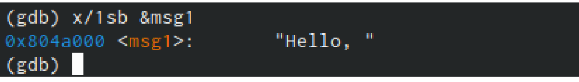 (gdb) x/1sb &msg1
0x804a000 <msg1>: "Hello, "
(gdb)